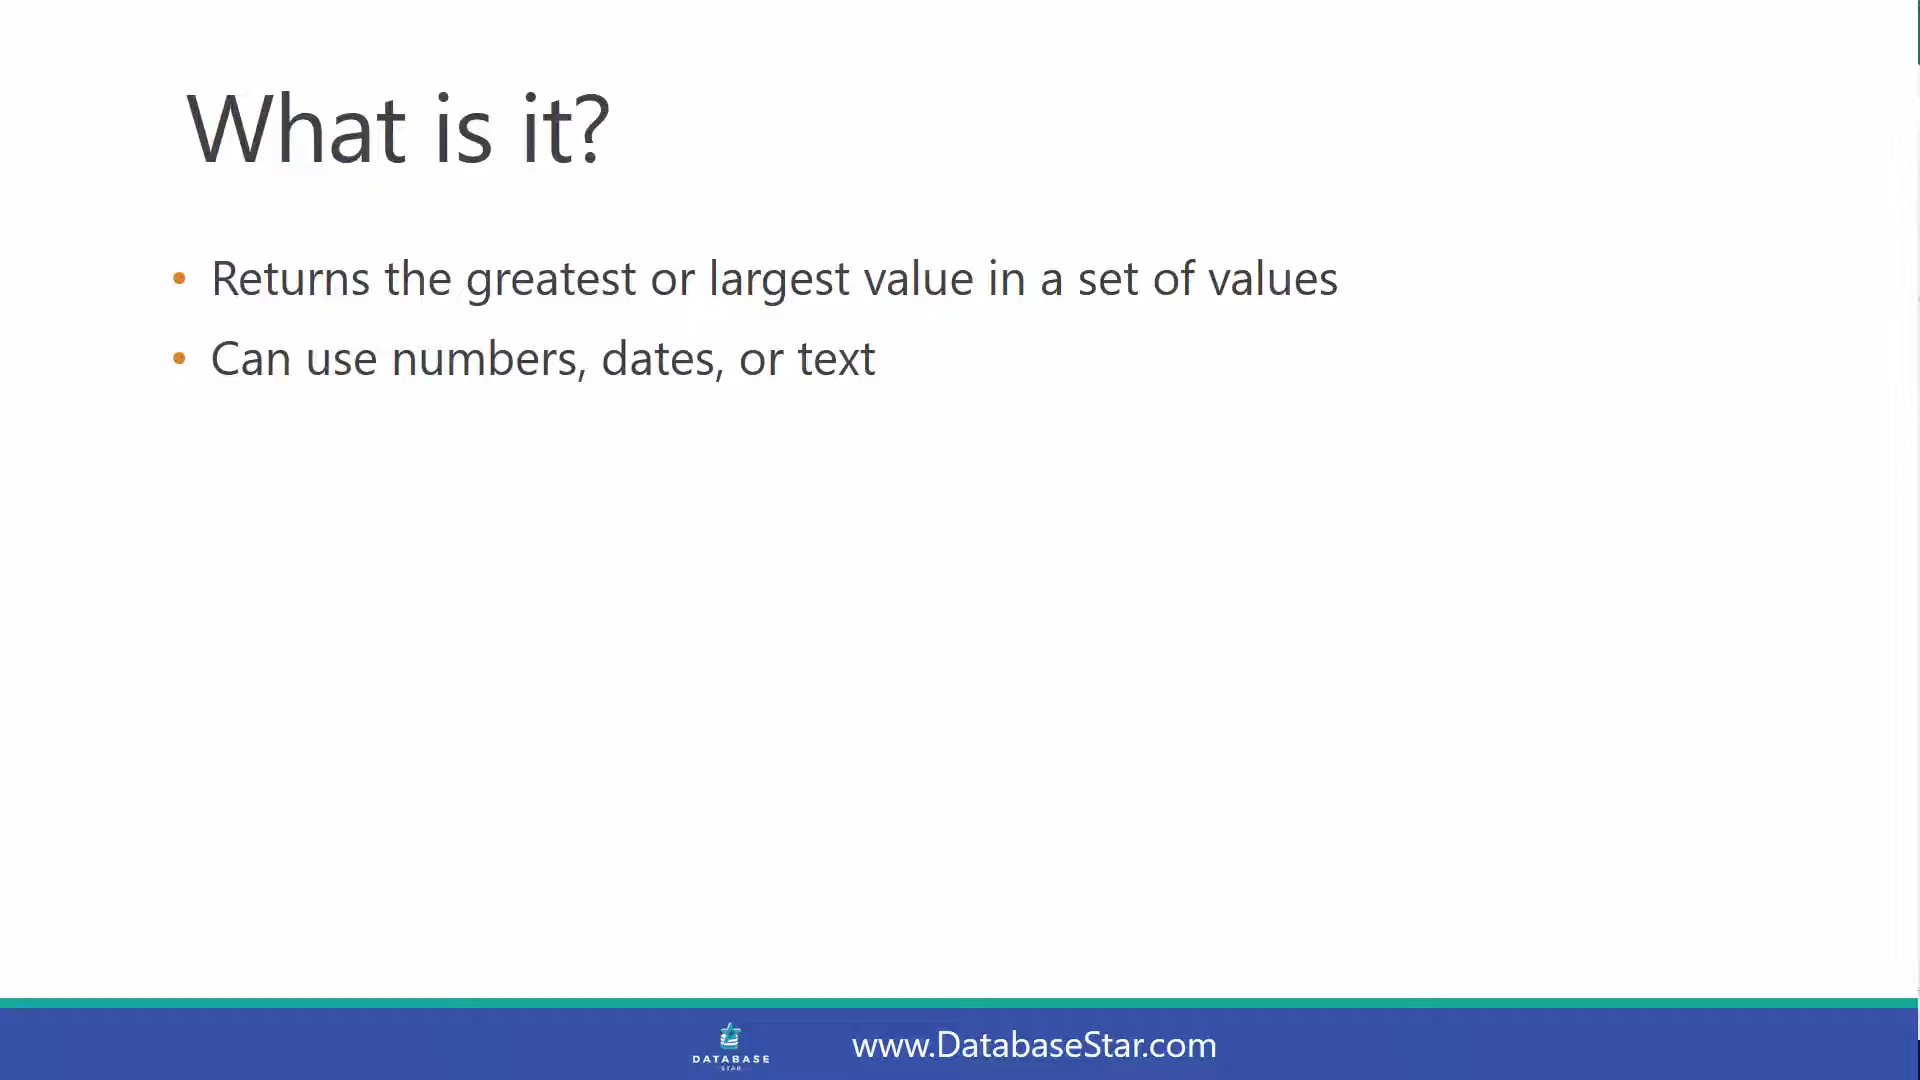 What is it?
• Returns the greatest or largest value in a set of values
• Can use numbers, dates, or text
DATABASE
STAR
www.DatabaseStar.com